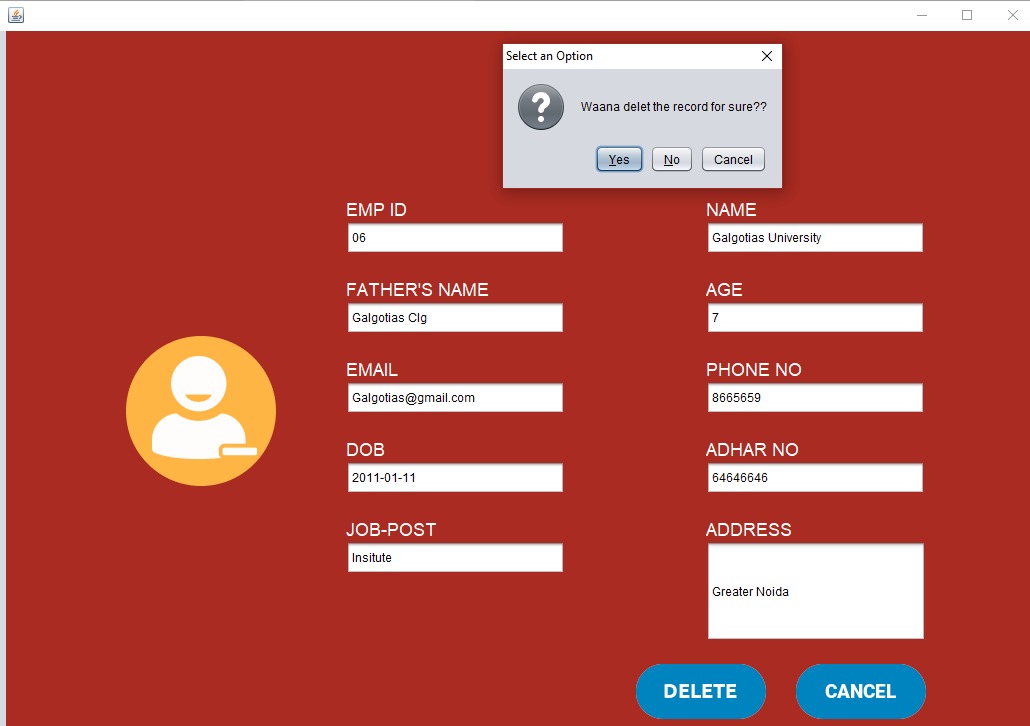 Select an Option
Waana delet the record for sure??
Yes No Cancel
EMP ID NAME
06 Galgotias University
FATHER'S NAME AGE
Galgotias Clg 7
EMAIL PHONE NO
Galgotias@gmail.com 8665659
DOB ADHAR NO
2011-01-11 64646646
JOB-POST ADDRESS
Insitute
Greater Noida
DELETE CANCEL